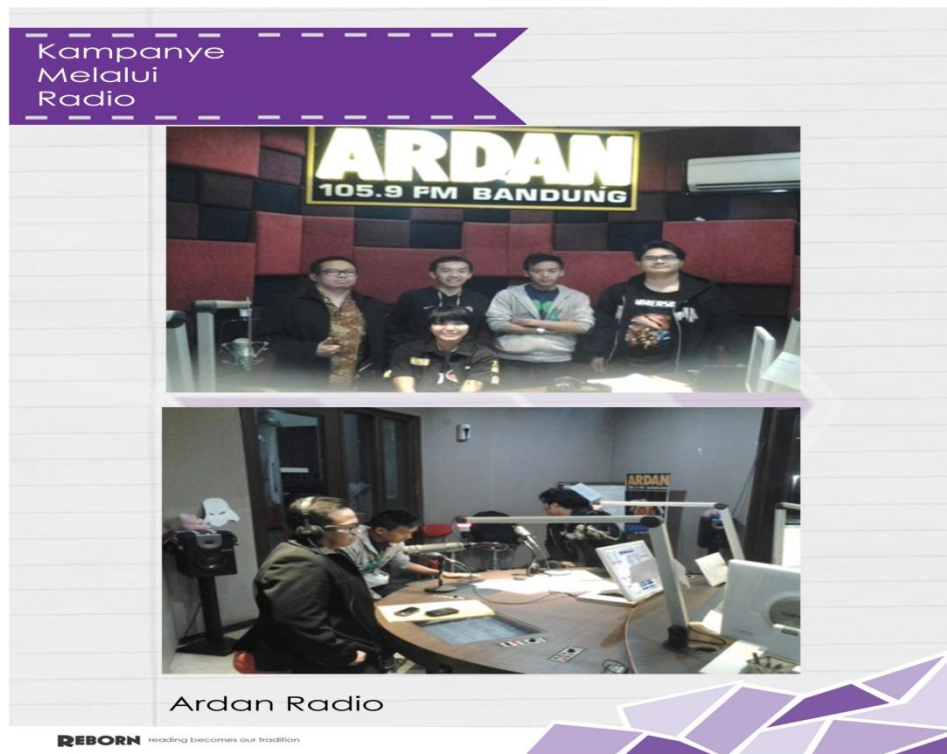 Kampanye
Melalui
Radio
ARDAN
105.9 FM BANDUNG
ARDAN
Ardan Radio
REBORN reading becomes our tradition